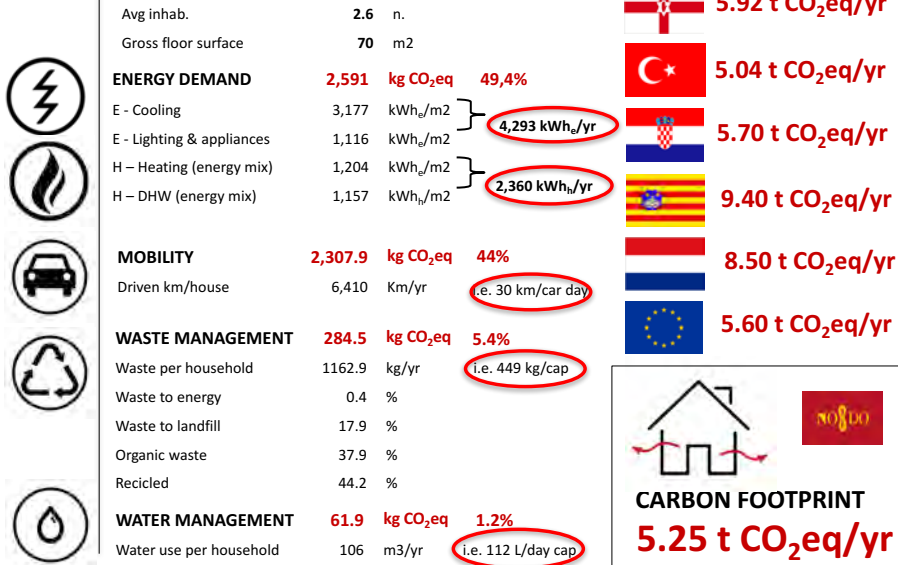 Avg inhab. 2.6 n.
Gross floor surface 70 m2
ENERGY DEMAND 2,591 kg CO₂eq 49,4%
E - Cooling 3,177 kWhₑ/m2
4,293 kWhₑ/yr
E - Lighting & appliances 1,116 kWhₑ/m2
H – Heating (energy mix) 1,204 kWhₑ/m2
2,360 kWhₕ/yr
H – DHW (energy mix) 1,157 kWhₕ/m2
MOBILITY 2,307.9 kg CO₂eq 44%
Driven km/house 6,410 Km/yr i.e. 30 km/car day
WASTE MANAGEMENT 284.5 kg CO₂eq 5.4%
Waste per household 1162.9 kg/yr i.e. 449 kg/cap
Waste to energy 0.4 %
Waste to landfill 17.9 %
Organic waste 37.9 %
Recicled 44.2 %
WATER MANAGEMENT 61.9 kg CO₂eq 1.2%
Water use per household 106 m3/yr i.e. 112 L/day cap
5.92 t CO₂eq/yr
5.04 t CO₂eq/yr
5.70 t CO₂eq/yr
9.40 t CO₂eq/yr
8.50 t CO₂eq/yr
5.60 t CO₂eq/yr
NO8DO
CARBON FOOTPRINT
5.25 t CO₂eq/yr